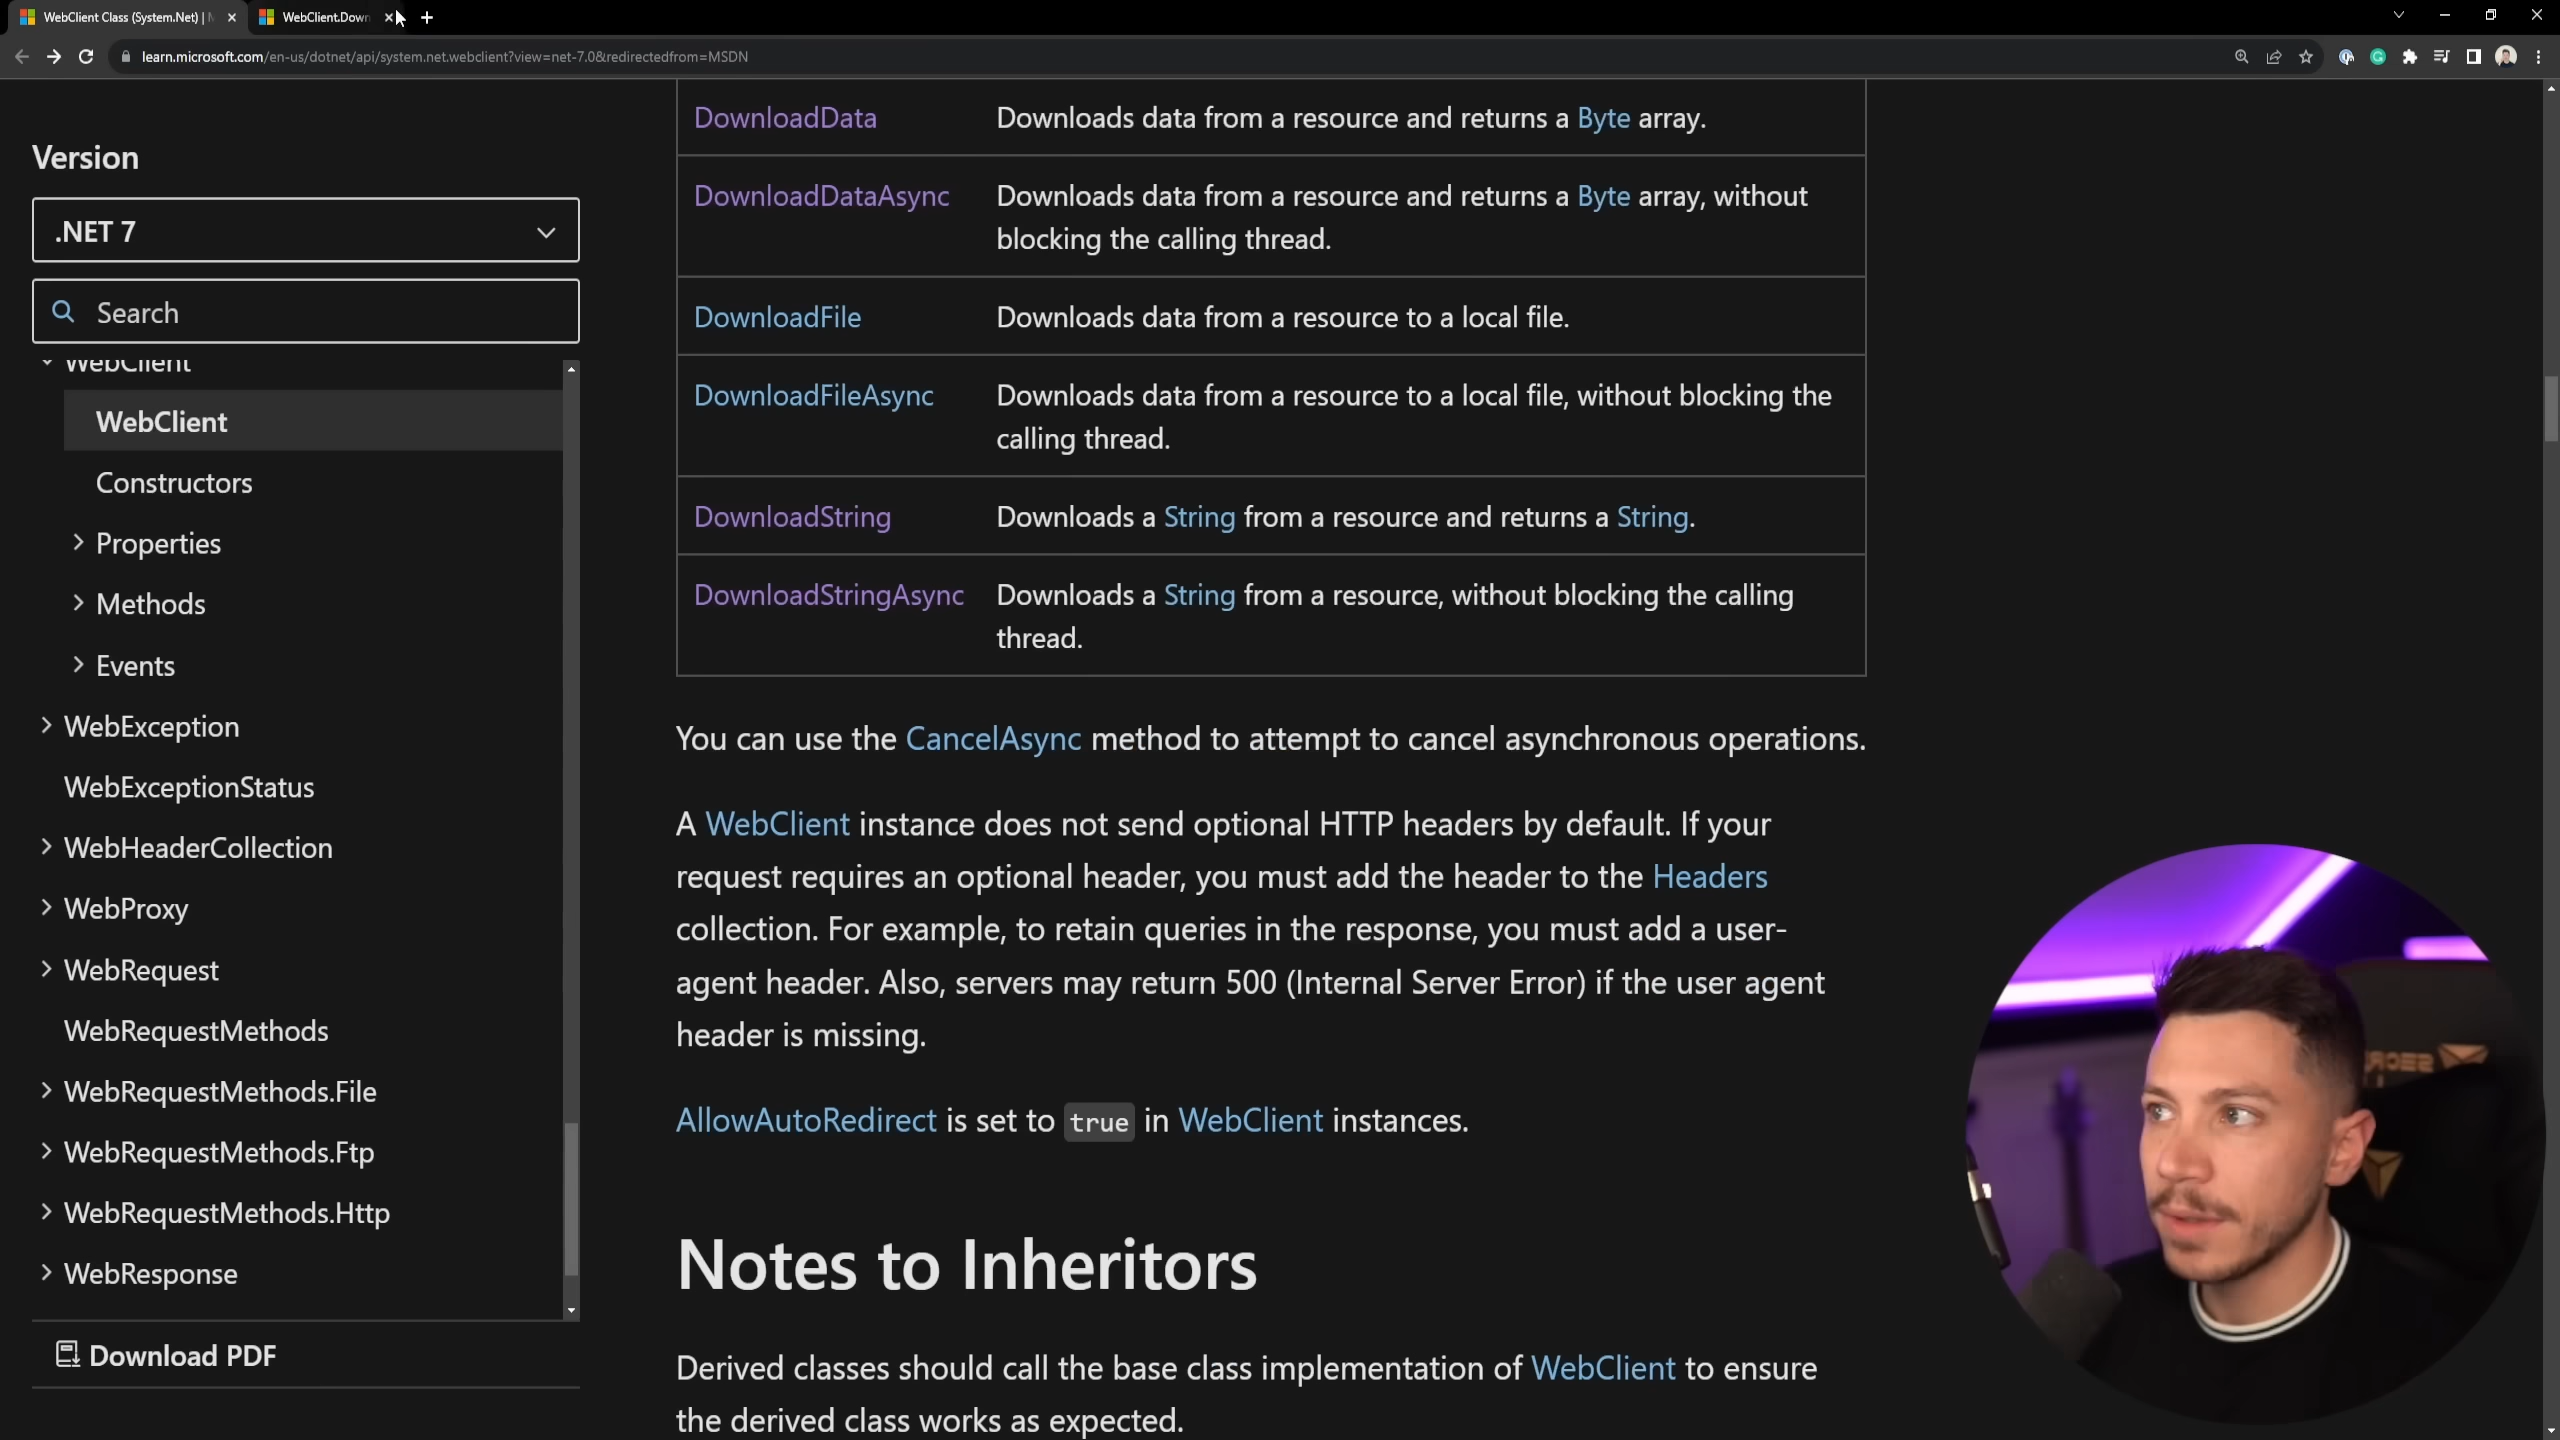 WebClient Class (System.Net) | M
WebClient.Down
learn.microsoft.com/en-us/dotnet/api/system.net.webclient?view=net-7.0&redirectedfrom=MSDN
Version
.NET 7
Search
WebClient
WebClient
Constructors
Properties
Methods
Events
WebException
WebExceptionStatus
WebHeaderCollection
WebProxy
WebRequest
WebRequestMethods
WebRequestMethods.File
WebRequestMethods.Ftp
WebRequestMethods.Http
WebResponse
Download PDF
DownloadData Downloads data from a resource and returns a Byte array.
DownloadDataAsync Downloads data from a resource and returns a Byte array, without
blocking the calling thread.
DownloadFile Downloads data from a resource to a local file.
DownloadFileAsync Downloads data from a resource to a local file, without blocking the
calling thread.
DownloadString Downloads a String from a resource and returns a String.
DownloadStringAsync Downloads a String from a resource, without blocking the calling
thread.
You can use the CancelAsync method to attempt to cancel asynchronous operations.
A WebClient instance does not send optional HTTP headers by default. If your
request requires an optional header, you must add the header to the Headers
collection. For example, to retain queries in the response, you must add a user-
agent header. Also, servers may return 500 (Internal Server Error) if the user agent
header is missing.
AllowAutoRedirect is set to true in WebClient instances.
Notes to Inheritors
Derived classes should call the base class implementation of WebClient to ensure
the derived class works as expected.